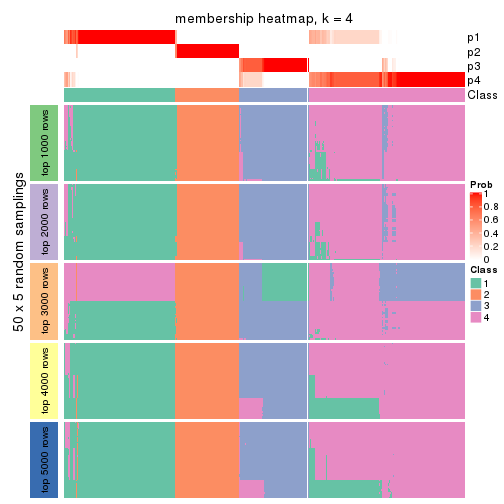 membership heatmap, k = 4
p1
p2
p3
p4
Class
50 x 5 random samplings
top 1000 rows
top 2000 rows
top 3000 rows
top 4000 rows
top 5000 rows
Prob
1
0.8
0.6
0.4
0.2
0
Class
1
2
3
4